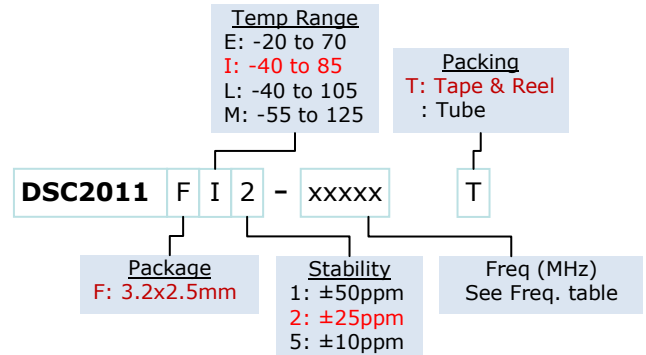 Temp Range
E: -20 to 70
I: -40 to 85
L: -40 to 105
M: -55 to 125
Packing
T: Tape & Reel
: Tube
DSC2011 F I 2 – xxxxx T
Package
F: 3.2x2.5mm
Stability
1: ±50ppm
2: ±25ppm
5: ±10ppm
Freq (MHz)
See Freq. table